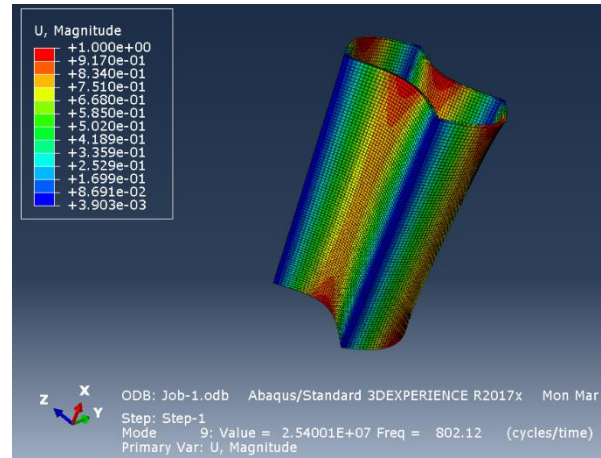 U, Magnitude
+1.000e+00
+9.170e-01
+8.340e-01
+7.510e-01
+6.680e-01
+5.850e-01
+5.020e-01
+4.189e-01
+3.359e-01
+2.529e-01
+1.699e-01
+8.691e-02
+3.903e-03
Z X Y
ODB: Job-1.odb Abaqus/Standard 3DEXPERIENCE R2017x Mon Mar
Step: Step-1
Mode 9: Value = 2.54001E+07 Freq = 802.12 (cycles/time)
Primary Var: U, Magnitude